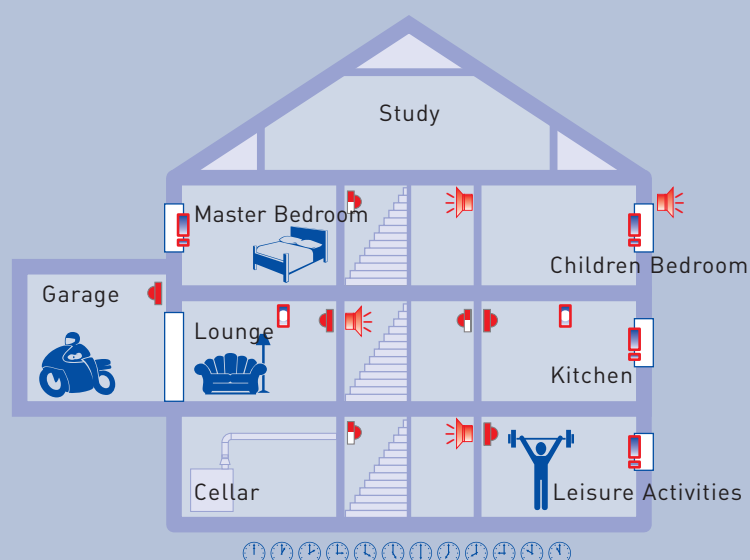 Study
Master Bedroom
Children Bedroom
Garage
Lounge
Kitchen
Cellar
Leisure Activities